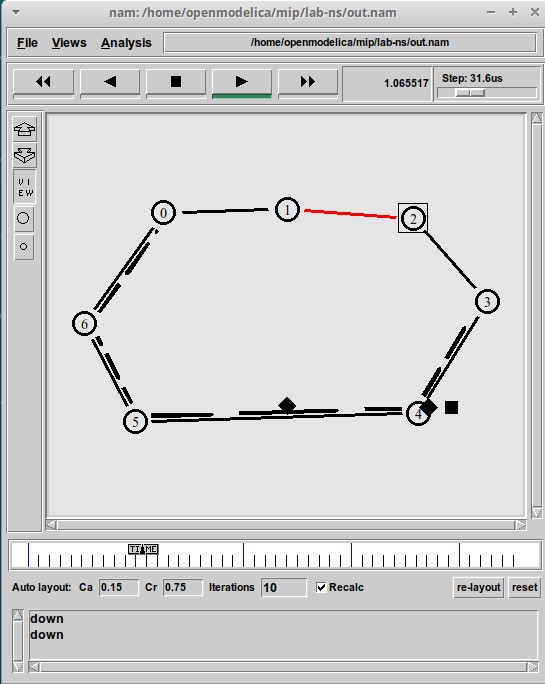 nam: /home/openmodelica/mip/lab-ns/out.nam
File Views Analysis /home/openmodelica/mip/lab-ns/out.nam
1.065517 Step: 31.6us
V I
E W
0 1 2
3
6
5 4
TIME
Auto layout: Ca 0.15 Cr 0.75 Iterations 10 Recalc re-layout reset
down
down